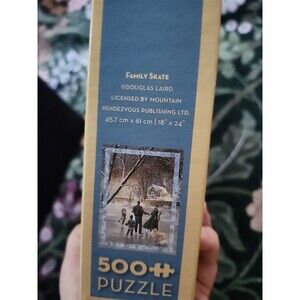 FAMILY SKATE
©DOUGLAS LAIRD
LICENSED BY MOUNTAIN
RENDEZVOUS PUBLISHING LTD.
45.7 cm x 61 cm | 18" x 24"
500
PUZZLE